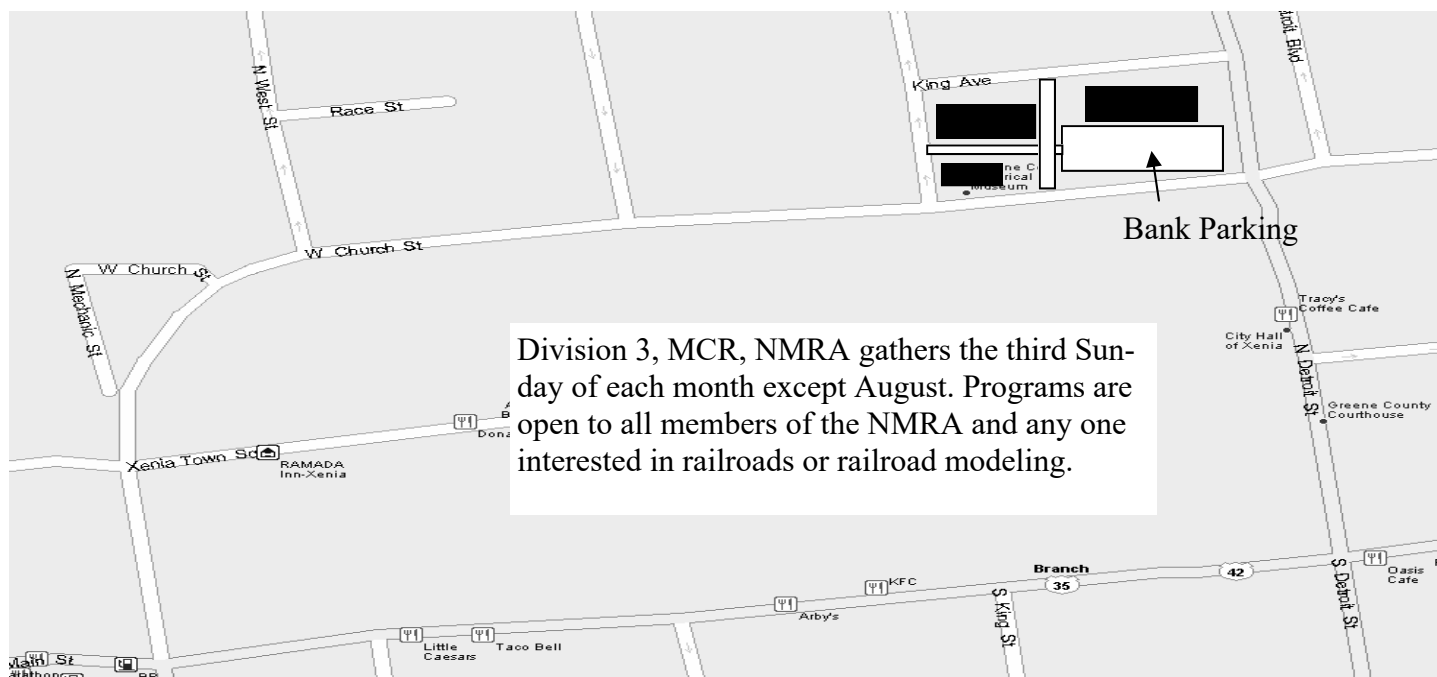 N West St
Race St
King Ave
Detroit Blvd
Museum
Bank Parking
W Church St
W Church St
N Mechanic St
Tracy's
Coffee Cafe
City Hall
of Xenia
N Detroit St
Division 3, MCR, NMRA gathers the third Sun-
day of each month except August. Programs are
open to all members of the NMRA and any one
interested in railroads or railroad modeling.
Greene County
Courthouse
Xenia Town Sq
RAMADA
Inn-Xenia
Branch
35
42
KFC
Arby's
S King St
S Detroit St
Oasis
Cafe
Little
Caesars
Taco Bell
Main St